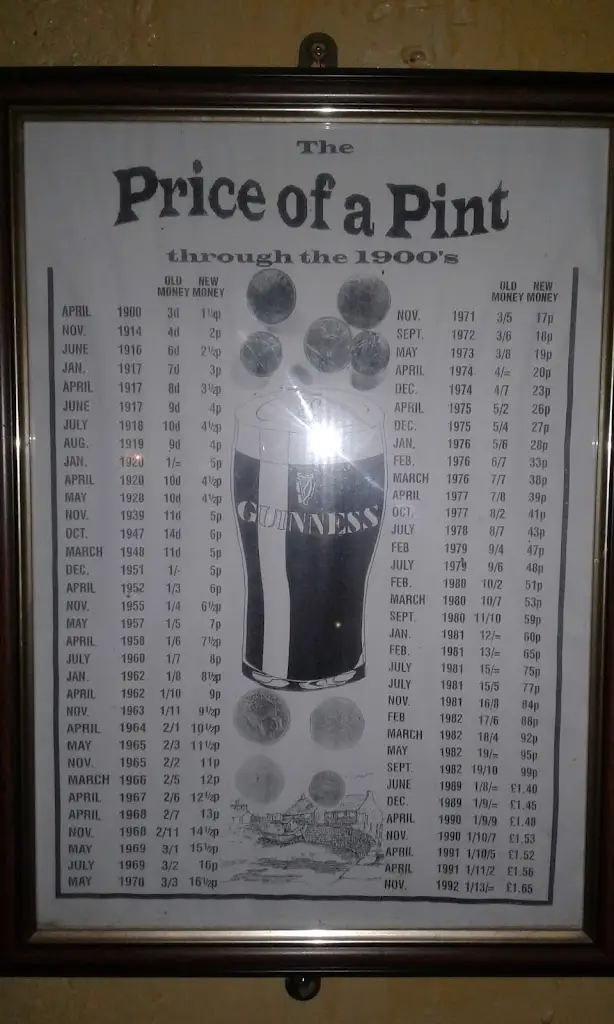 The
Price of a Pint
through the 1900's
OLD NEW
MONEY MONEY
APRIL 1900 3d 1¼p
NOV. 1914 4d 2p
JUNE 1916 6d 2½p
JAN. 1917 7d 3p
APRIL 1917 8d 3½p
JUNE 1917 9d 4p
JULY 1918 10d 4½p
AUG. 1919 9d 4p
JAN. 1920 1/= 5p
APRIL 1920 10d 4½p
MAY 1928 10d 4½p
NOV. 1939 11d 5p
OCT. 1947 14d 6p
MARCH 1948 11d 5p
DEC. 1951 1/- 5p
APRIL 1952 1/3 6p
NOV. 1955 1/4 6½p
MAY 1957 1/5 7p
APRIL 1958 1/6 7½p
JULY 1960 1/7 8p
JAN. 1962 1/8 8½p
APRIL 1962 1/10 9p
NOV. 1963 1/11 9½p
APRIL 1964 2/1 10½p
MAY 1965 2/3 11½p
NOV. 1965 2/2 11p
MARCH 1966 2/5 12p
APRIL 1967 2/6 12½p
APRIL 1968 2/7 13p
NOV. 1968 2/11 14½p
MAY 1969 3/1 15½p
JULY 1969 3/2 16p
MAY 1970 3/3 16½p
GUINNESS
OLD NEW
MONEY MONEY
NOV. 1971 3/5 17p
SEPT. 1972 3/6 18p
MAY 1973 3/8 19p
APRIL 1974 4/= 20p
DEC. 1974 4/7 23p
APRIL 1975 5/2 26p
DEC. 1975 5/4 27p
JAN. 1976 5/6 28p
FEB. 1976 6/7 33p
MARCH 1976 7/7 38p
APRIL 1977 7/8 39p
OCT. 1977 8/2 41p
JULY 1978 8/7 43p
FEB 1979 9/4 47p
JULY 1979 9/6 48p
FEB. 1980 10/2 51p
MARCH 1980 10/7 53p
SEPT. 1980 11/10 59p
JAN. 1981 12/= 60p
FEB. 1981 13/= 65p
JULY 1981 15/= 75p
JULY 1981 15/5 77p
NOV. 1981 16/8 84p
FEB 1982 17/6 88p
MARCH 1982 18/4 92p
MAY 1982 19/= 95p
SEPT. 1982 19/10 99p
JUNE 1989 1/8/= £1.40
DEC. 1989 1/9/= £1.45
APRIL 1990 1/9/9 £1.48
NOV. 1990 1/10/7 £1.53
APRIL 1991 1/10/5 £1.52
APRIL 1991 1/11/2 £1.56
NOV. 1992 1/13/= £1.65